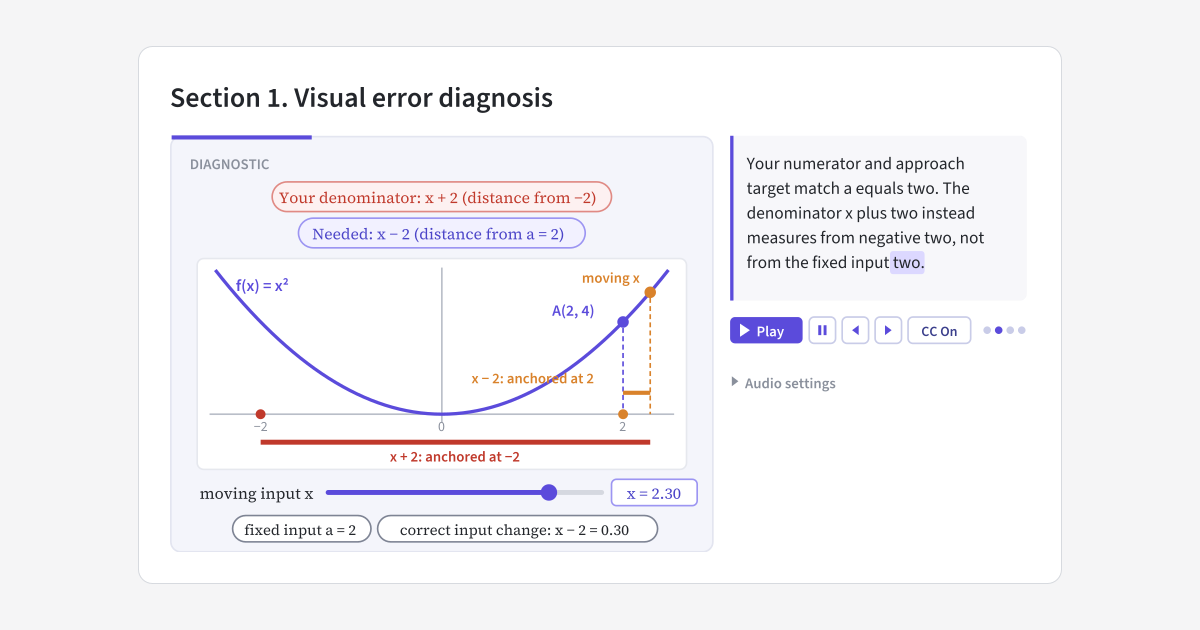 Section 1. Visual error diagnosis
DIAGNOSTIC
Your denominator: x + 2 (distance from −2)
Needed: x − 2 (distance from a = 2)
f(x) = x²
moving x
A(2, 4)
x − 2: anchored at 2
−2
0
2
x + 2: anchored at −2
moving input x
x = 2.30
fixed input a = 2
correct input change: x − 2 = 0.30
Your numerator and approach
target match a equals two. The
denominator x plus two instead
measures from negative two, not
from the fixed input two.
Play
CC On
Audio settings